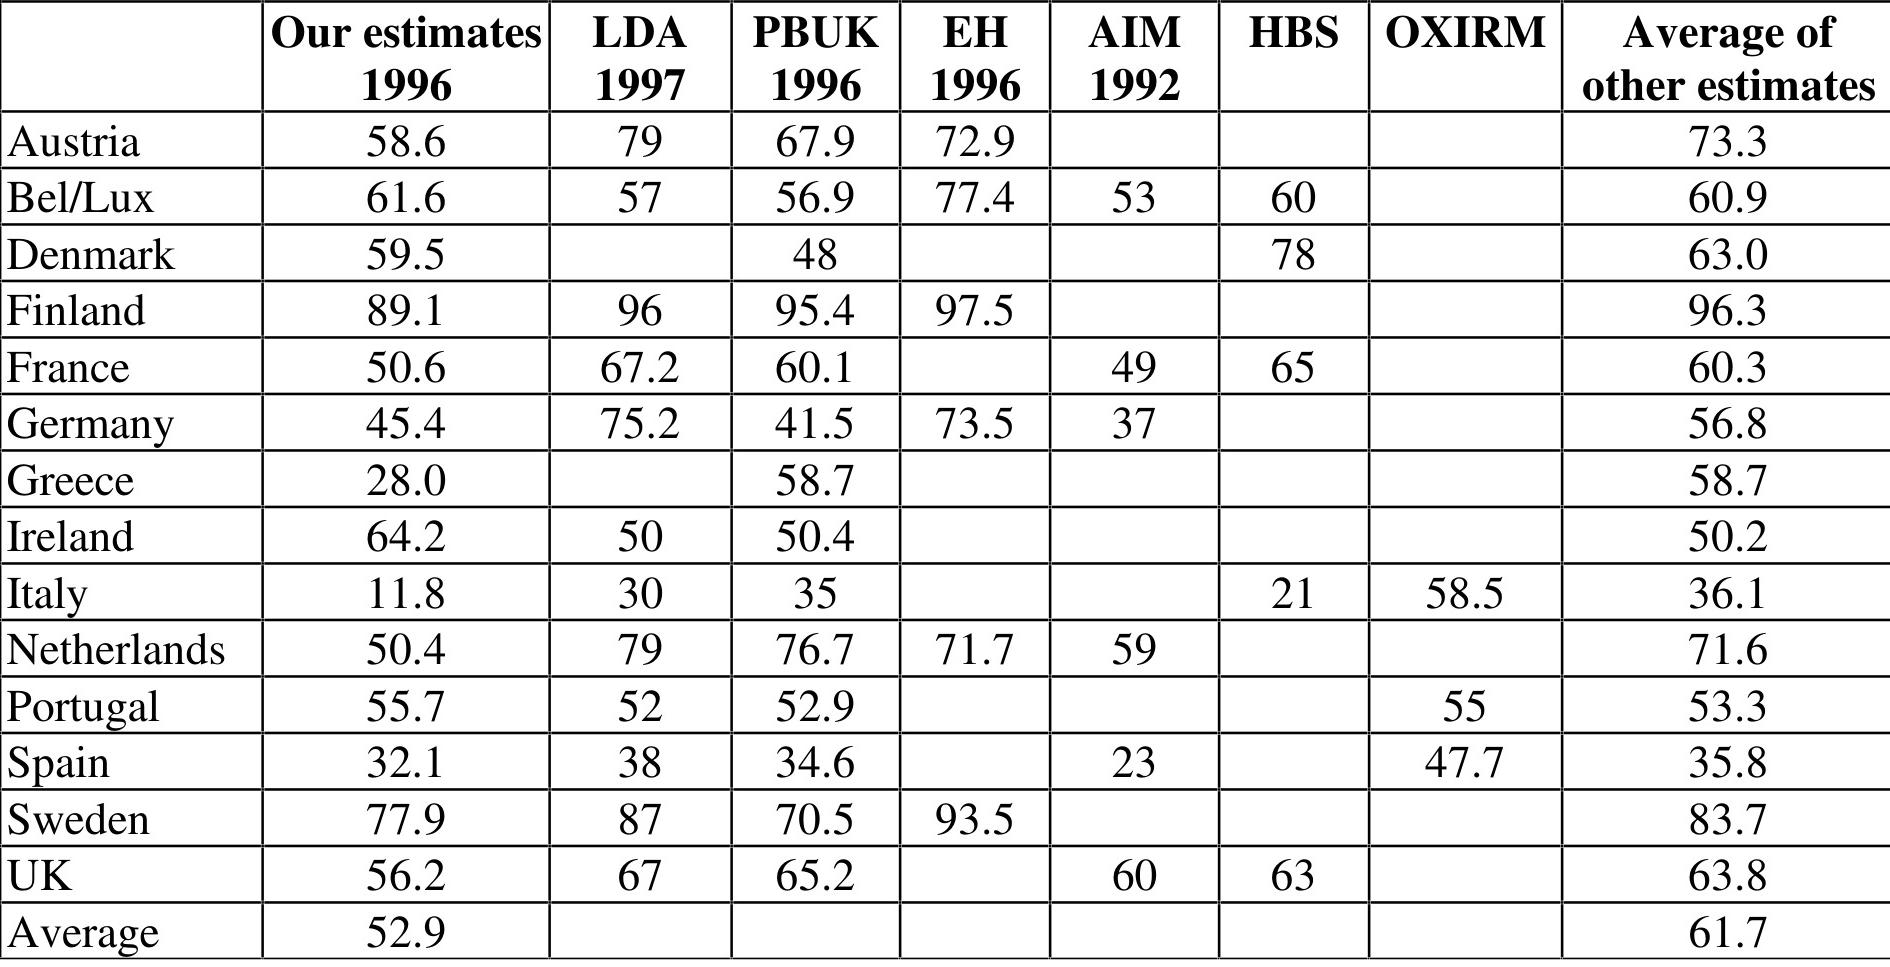 Our estimates LDA PBUK EH AIM HBS OXIRM Average of
1996 1997 1996 1996 1992 other estimates
Austria 58.6 79 67.9 72.9 73.3
Bel/Lux 61.6 57 56.9 77.4 53 60 60.9
Denmark 59.5 48 78 63.0
Finland 89.1 96 95.4 97.5 96.3
France 50.6 67.2 60.1 49 65 60.3
Germany 45.4 75.2 41.5 73.5 37 56.8
Greece 28.0 58.7 58.7
Ireland 64.2 50 50.4 50.2
Italy 11.8 30 35 21 58.5 36.1
Netherlands 50.4 79 76.7 71.7 59 71.6
Portugal 55.7 52 52.9 55 53.3
Spain 32.1 38 34.6 23 47.7 35.8
Sweden 77.9 87 70.5 93.5 83.7
UK 56.2 67 65.2 60 63 63.8
Average 52.9 61.7